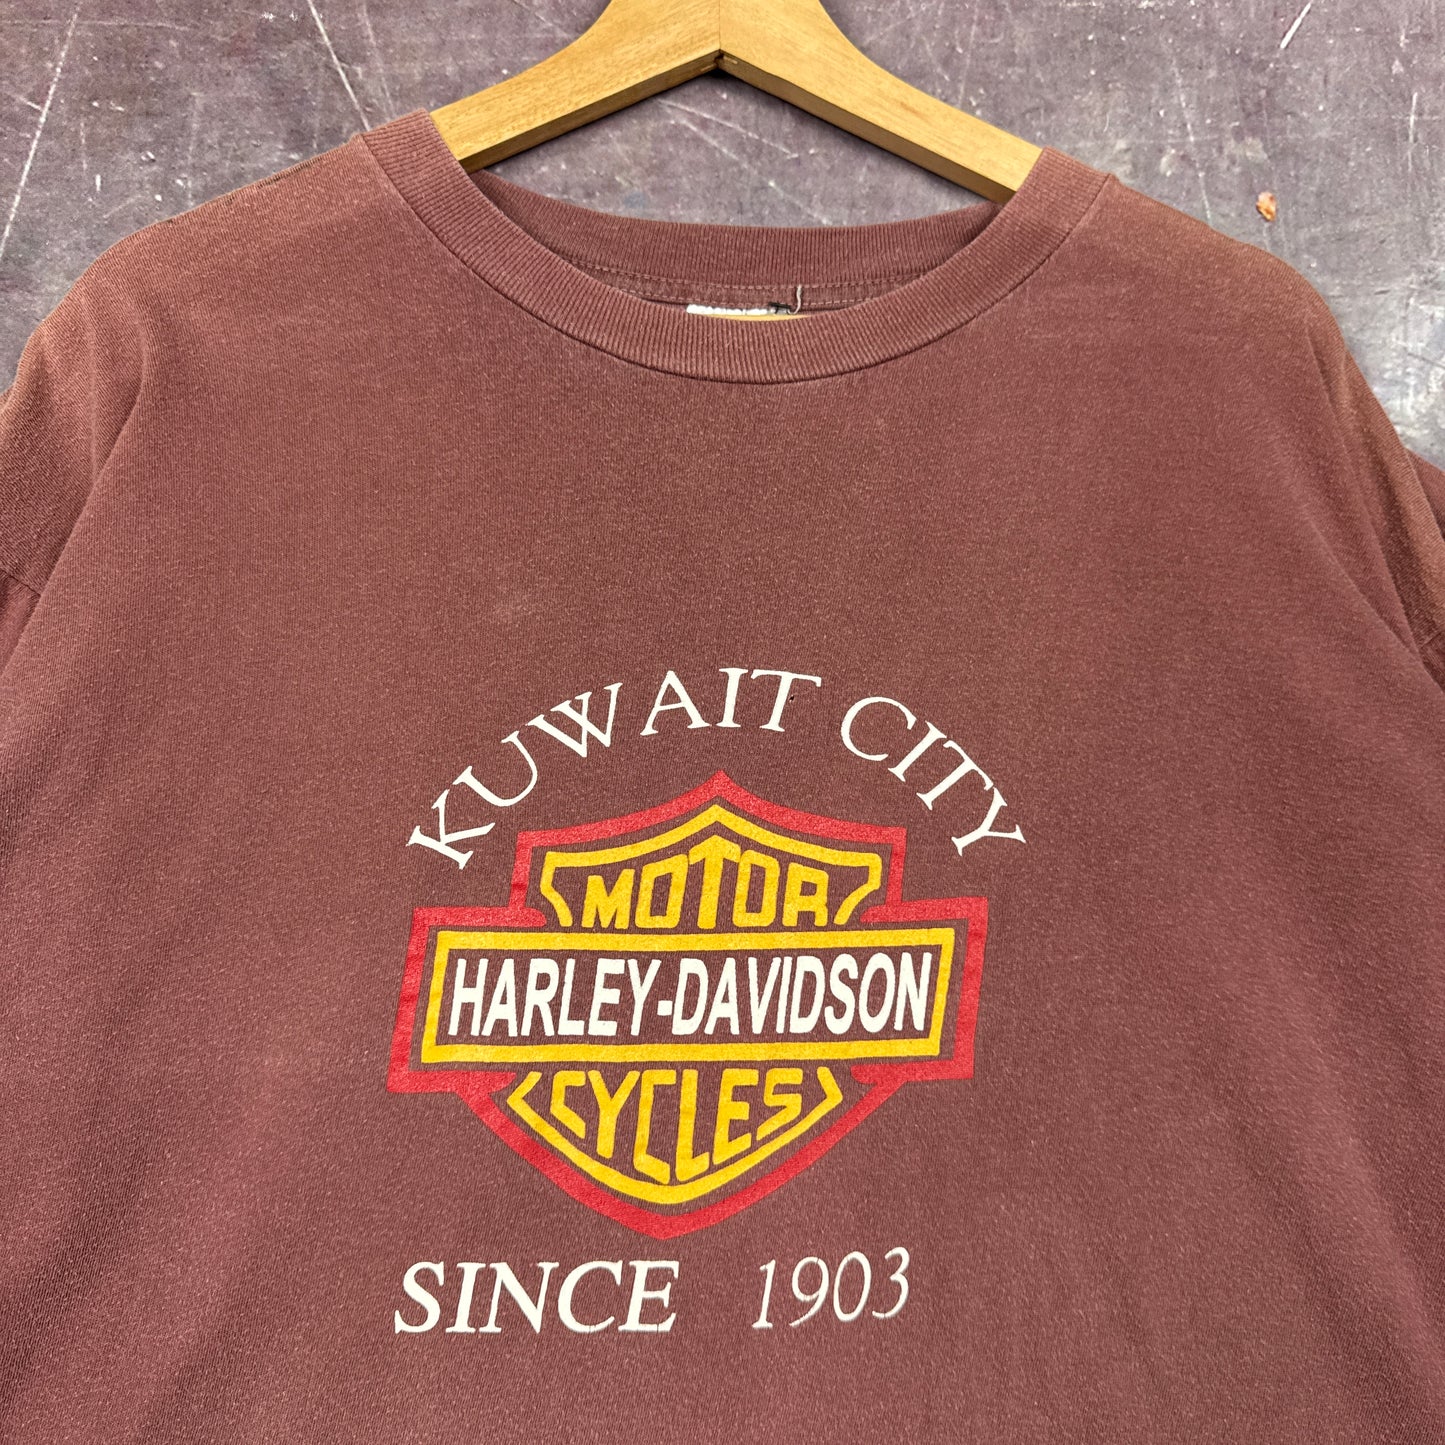 KUWAIT CITY
MOTOR
HARLEY-DAVIDSON
CYCLES
SINCE 1903